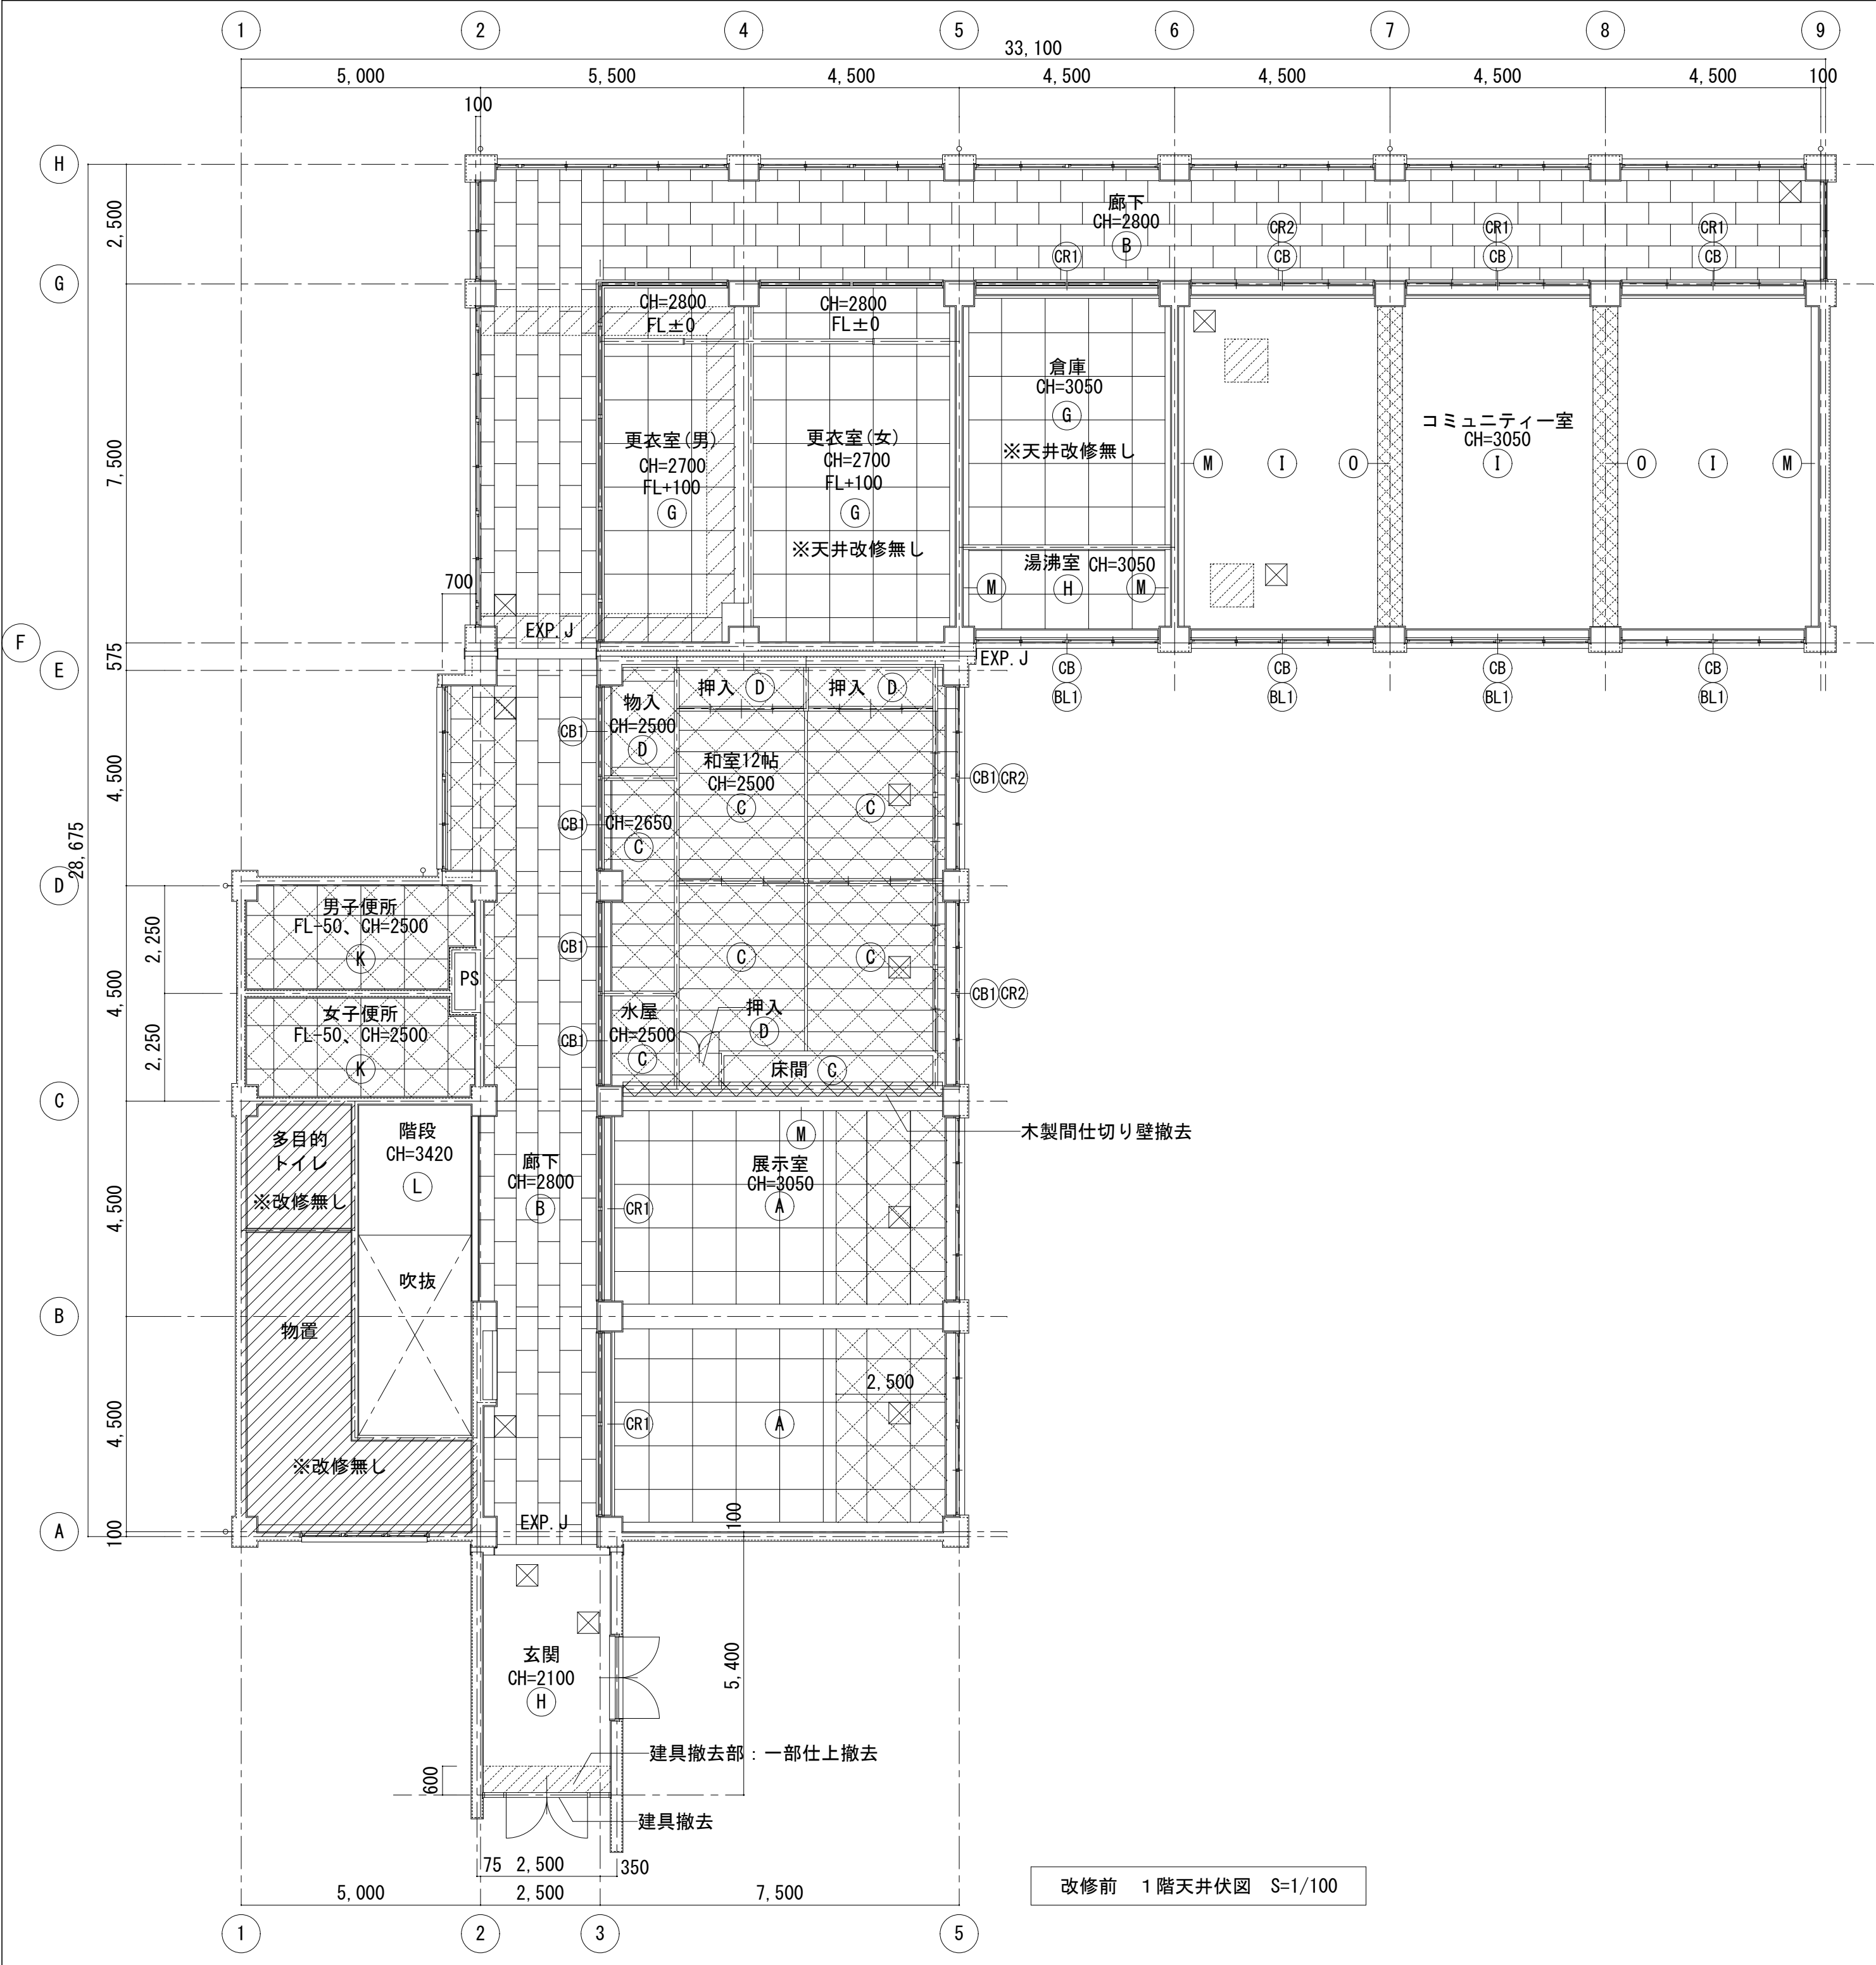 1
2
4
5
6
7
8
9
33,100
5,000
5,500
4,500
4,500
4,500
4,500
4,500
100
100
H
2,500
廊下
CH=2800
B
CR1
CR2
CB
CR1
CB
CR1
CB
G
CH=2800
FL±0
CH=2800
FL±0
7,500
更衣室(男)
CH=2700
FL+100
G
更衣室(女)
CH=2700
FL+100
G
※天井改修無し
倉庫
CH=3050
G
※天井改修無し
コミュニティー室
CH=3050
M
I
O
I
O
I
M
湯沸室 CH=3050
M
H
M
700
EXP.J
F
575
E
EXP.J
CB
BL1
CB
BL1
CB
BL1
CB
BL1
物入
CH=2500
D
押入 D
押入 D
CB1
和室12帖
CH=2500
C
C
CB1 CR2
4,500
CB1
CH=2650
C
28,675
D
男子便所
FL-50、CH=2500
K
2,250
PS
CB1
C
C
CB1 CR2
4,500
女子便所
FL-50、CH=2500
K
2,250
CB1
水屋
CH=2500
C
押入
D
床間 C
C
木製間仕切り壁撤去
多目的
トイレ
※改修無し
階段
CH=3420
L
廊下
CH=2800
B
M
展示室
CH=3050
A
CR1
4,500
吹抜
B
物置
2,500
CR1
A
4,500
※改修無し
A
100
EXP.J
100
玄関
CH=2100
H
5,400
建具撤去部：一部仕上撤去
600
建具撤去
75 2,500 350
5,000
2,500
7,500
改修前 1階天井伏図 S=1/100
1
2
3
5